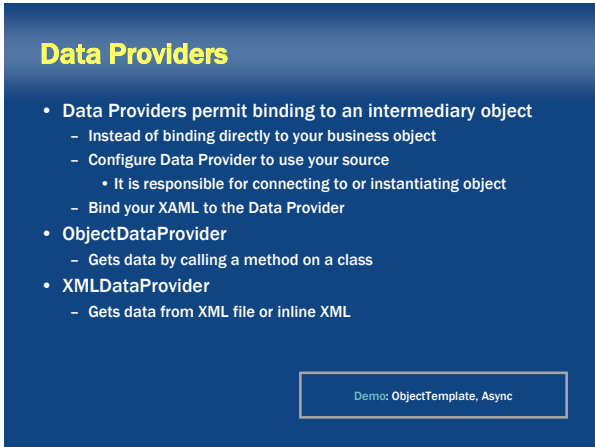 Data Providers
• Data Providers permit binding to an intermediary object
– Instead of binding directly to your business object
– Configure Data Provider to use your source
• It is responsible for connecting to or instantiating object
– Bind your XAML to the Data Provider
• ObjectDataProvider
– Gets data by calling a method on a class
• XMLDataProvider
– Gets data from XML file or inline XML
Demo: ObjectTemplate, Async